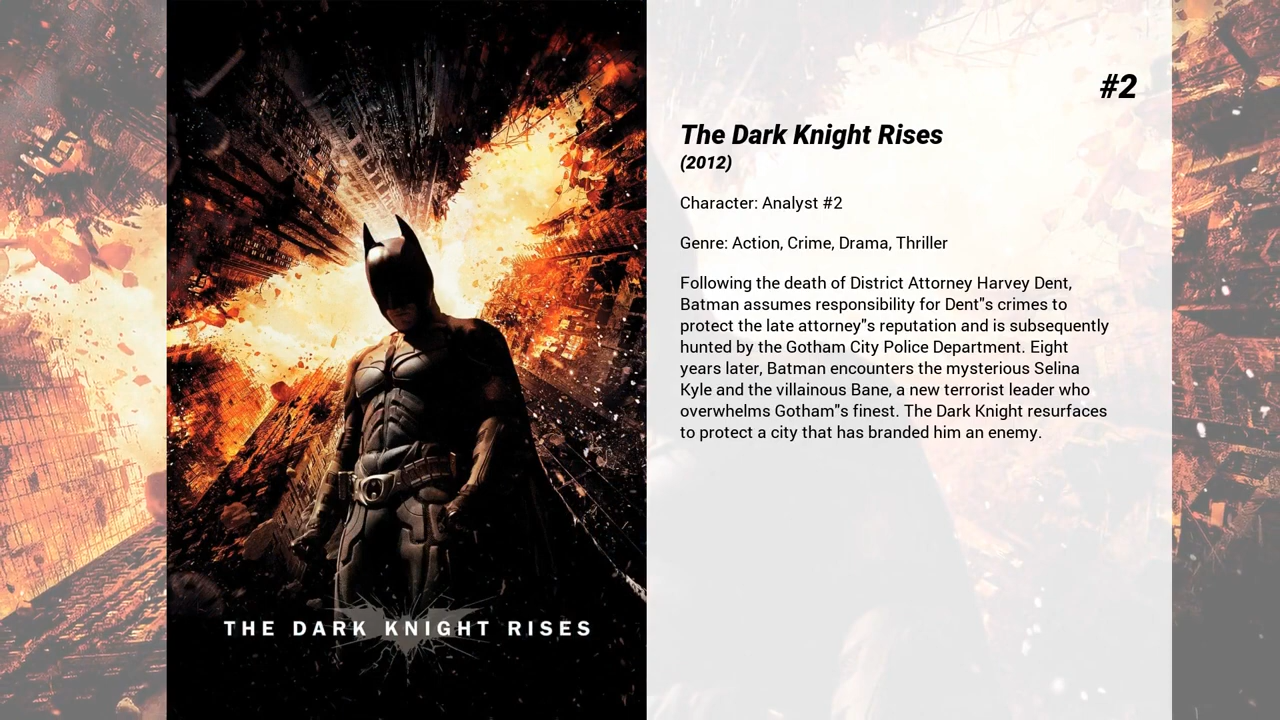 #2
The Dark Knight Rises
(2012)
Character: Analyst #2
Genre: Action, Crime, Drama, Thriller
Following the death of District Attorney Harvey Dent,
Batman assumes responsibility for Dent"s crimes to
protect the late attorney"s reputation and is subsequently
hunted by the Gotham City Police Department. Eight
years later, Batman encounters the mysterious Selina
Kyle and the villainous Bane, a new terrorist leader who
overwhelms Gotham"s finest. The Dark Knight resurfaces
to protect a city that has branded him an enemy.
THE DARK KNIGHT RISES